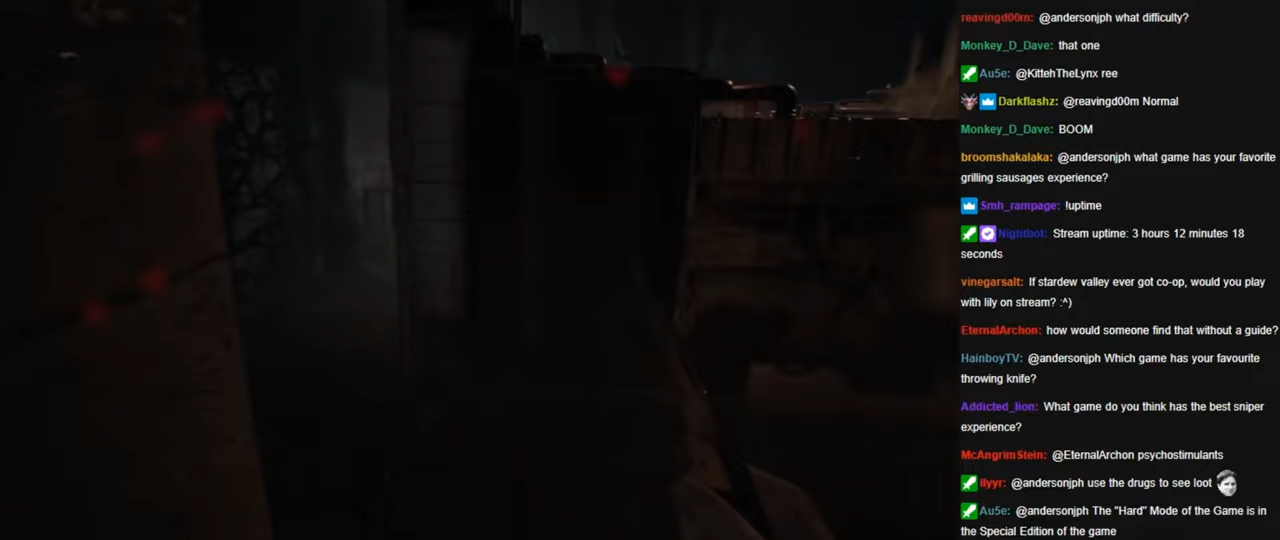 reavingd00m: @andersonjph what difficulty?
Monkey_D_Dave: that one
Au5e: @KittehTheLynx ree
Darkflashz: @reavingd00m Normal
Monkey_D_Dave: BOOM
broomshakalaka: @andersonjph what game has your favorite
grilling sausages experience?
Smh_rampage: !uptime
Nightbot: Stream uptime: 3 hours 12 minutes 18
seconds
vinegarsalt: If stardew valley ever got co-op, would you play
with lily on stream? :^)
EternalArchon: how would someone find that without a guide?
HainboyTV: @andersonjph Which game has your favourite
throwing knife?
Addicted_lion: What game do you think has the best sniper
experience?
McAngrimStein: @EternalArchon psychostimulants
ilyyr: @andersonjph use the drugs to see loot
Au5e: @andersonjph The "Hard" Mode of the Game is in
the Special Edition of the game